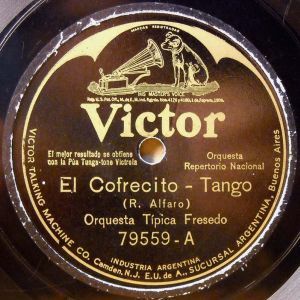 MARCAS REGISTRADAS
"HIS MASTER'S VOICE"
Victor
El mejor resultado se obtiene
con la Púa Tungs-tone Victrola
Orquesta
Repertorio Nacional
El Cofrecito - Tango
(R. Alfaro)
Orquesta Típica Fresedo
79559-A
INDUSTRIA ARGENTINA
VICTOR TALKING MACHINE CO. Camden, N.J. E.U. de A., SUCURSAL ARGENTINA, Buenos Aires